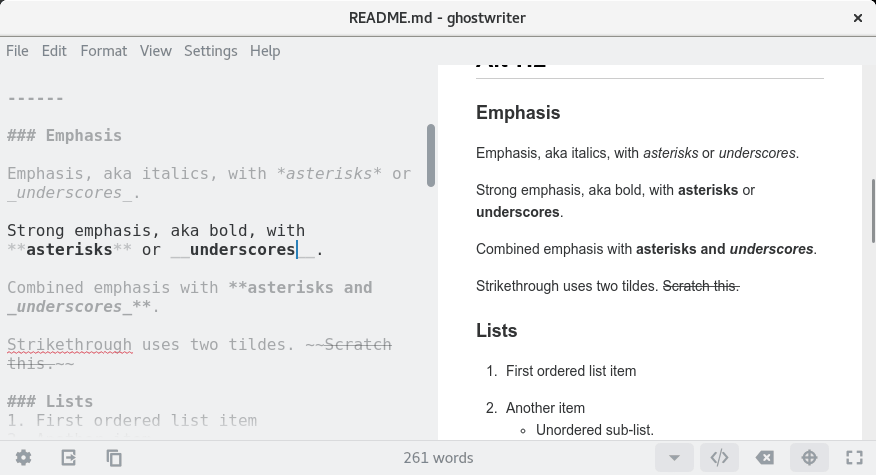 README.md - ghostwriter
File Edit Format View Settings Help
------
### Emphasis
Emphasis, aka italics, with *asterisks* or
_underscores_.
Strong emphasis, aka bold, with
**asterisks** or __underscores__.
Combined emphasis with **asterisks and
_underscores_**.
Strikethrough uses two tildes. ~~Scratch
this.~~
### Lists
1. First ordered list item
Emphasis
Emphasis, aka italics, with asterisks or underscores.
Strong emphasis, aka bold, with asterisks or
underscores.
Combined emphasis with asterisks and underscores.
Strikethrough uses two tildes. Scratch this.
Lists
1. First ordered list item
2. Another item
Unordered sub-list.
261 words